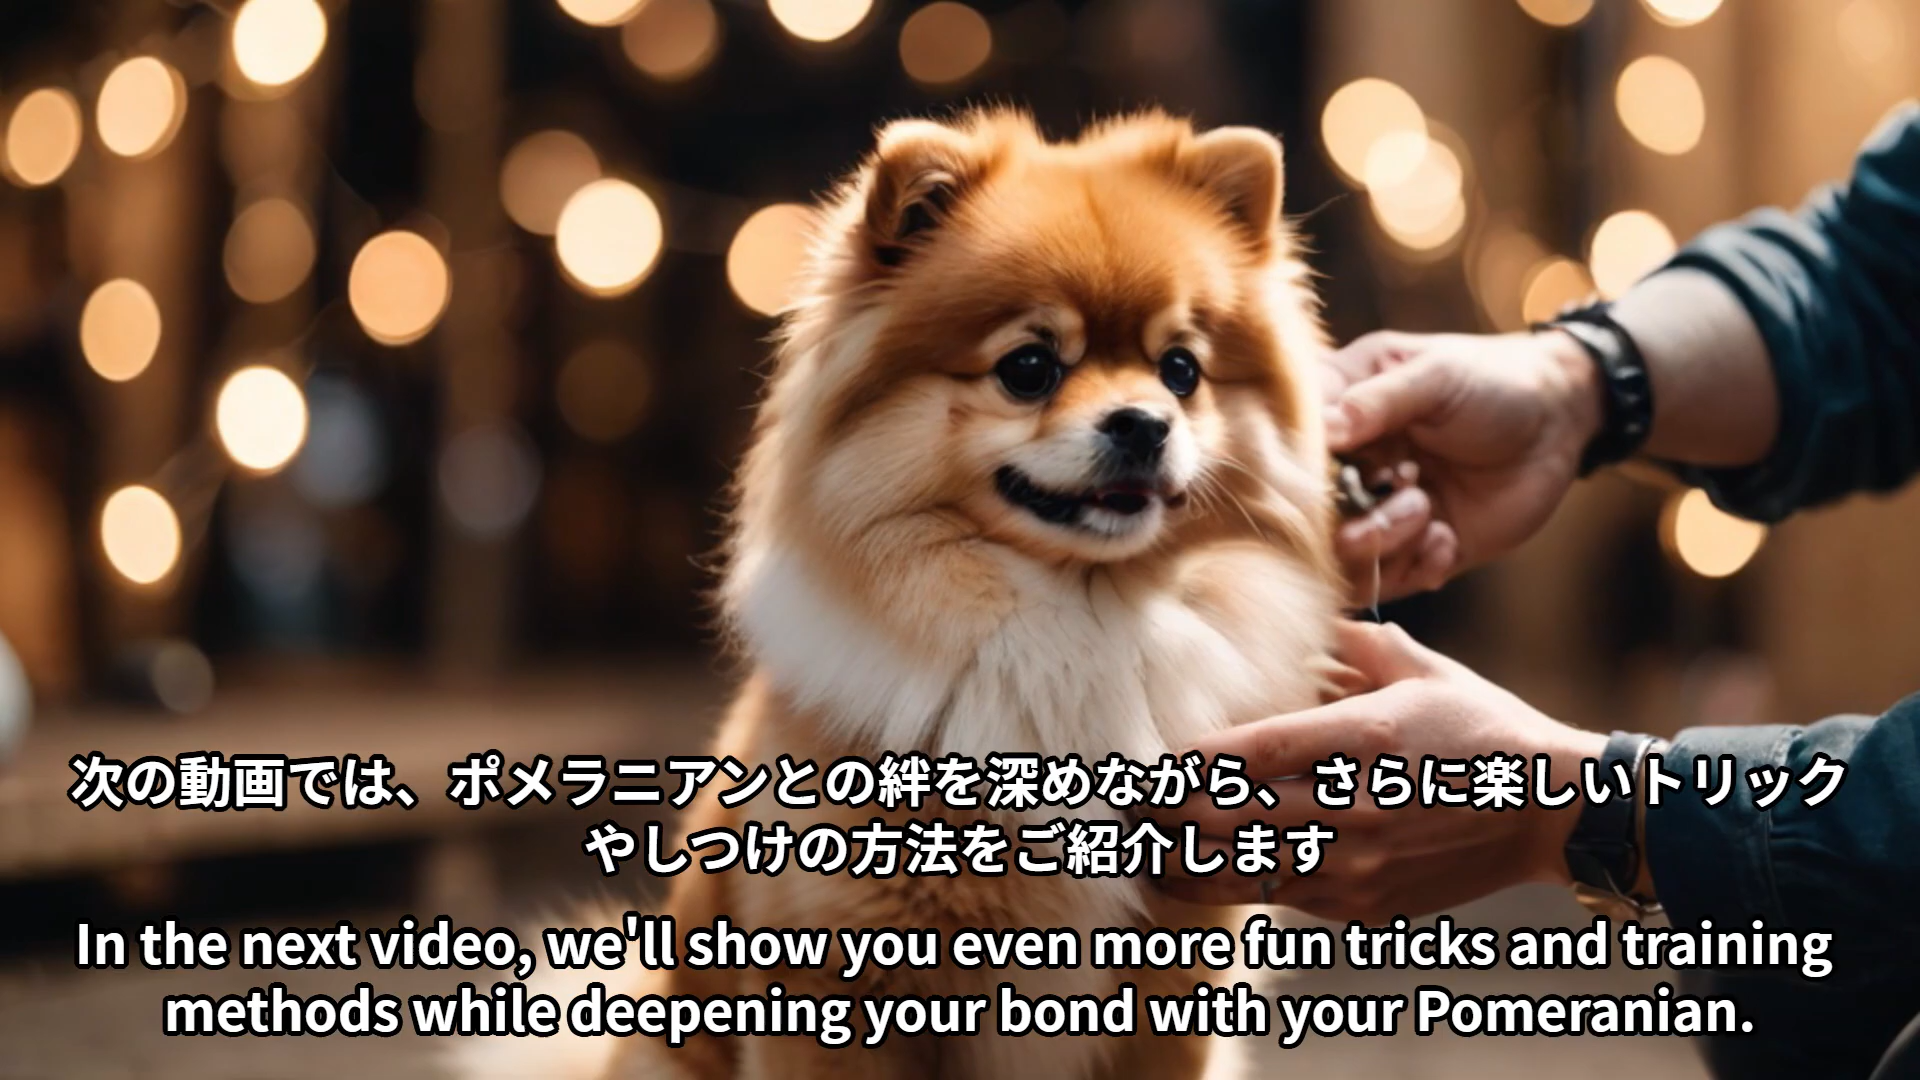 次の動画では、ポメラニアンとの絆を深めながら、さらに楽しいトリック
やしつけの方法をご紹介します
In the next video, we'll show you even more fun tricks and training
methods while deepening your bond with your Pomeranian.